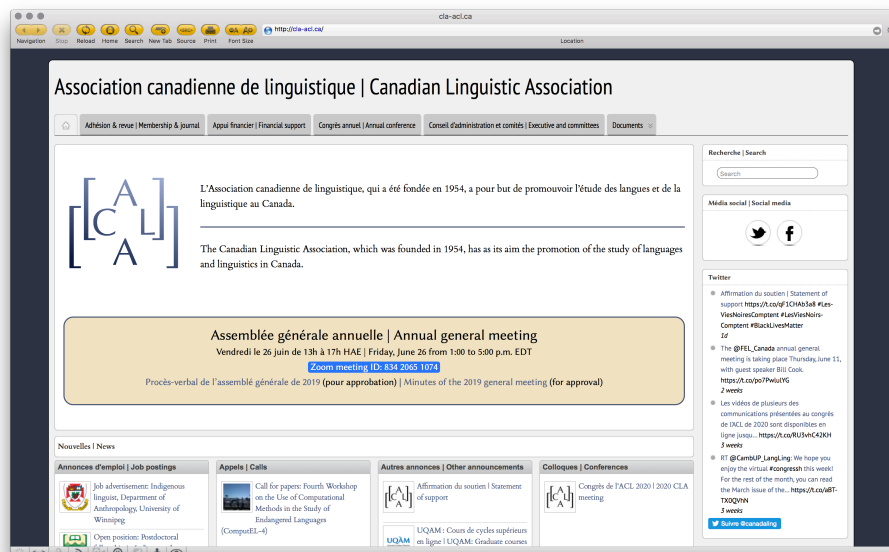 cla-acl.ca
http://cla-acl.ca/
Navigation Stop Reload Home Search New Tab Source Print Font Size Location
Association canadienne de linguistique | Canadian Linguistic Association
Adhésion & revue | Membership & journal
Appui financier | Financial support
Congrès annuel | Annual conference
Conseil d'administration et comités | Executive and committees
Documents
[A
[C L]
A]
L'Association canadienne de linguistique, qui a été fondée en 1954, a pour but de promouvoir l'étude des langues et de la
linguistique au Canada.
The Canadian Linguistic Association, which was founded in 1954, has as its aim the promotion of the study of languages
and linguistics in Canada.
Assemblée générale annuelle | Annual general meeting
Vendredi le 26 juin de 13h à 17h HAE | Friday, June 26 from 1:00 to 5:00 p.m. EDT
Zoom meeting ID: 834 2065 1074
Procès-verbal de l'assemblé générale de 2019 (pour approbation) | Minutes of the 2019 general meeting (for approval)
Recherche | Search
Search
Média social | Social media
Twitter
Affirmation du soutien | Statement of
support https://t.co/qF1CHAb3a8 #Les-
ViesNoiresComptent #LesViesNoirs-
Comptent #BlackLivesMatter
1d
The @FEL_Canada annual general
meeting is taking place Thursday, June 11,
with guest speaker Bill Cook.
https://t.co/po7PwIulYG
2 weeks
Les vidéos de plusieurs des
communications présentées au congrès
de l'ACL de 2020 sont disponibles en
ligne jusqu... https://t.co/RU3vhC42KH
3 weeks
RT @CambUP_LangLing: We hope you
enjoy the virtual #congressh this week!
For the rest of the month, you can read
the March issue of the... https://t.co/aBT-
TX0QVhN
3 weeks
Suivre @canadaling
Nouvelles | News
Annonces d'emploi | Job postings
Job advertisement: Indigenous
linguist, Department of
Anthropology, University of
Winnipeg
Open position: Postdoctoral
Appels | Calls
Call for papers: Fourth Workshop
on the Use of Computational
Methods in the Study of
Endangered Languages
(ComputEL-4)
Autres annonces | Other announcements
Affirmation du soutien | Statement
of support
UQÀM
UQAM : Cours de cycles supérieurs
en ligne | UQAM: Graduate courses
Colloques | Conferences
Congrès de l'ACL 2020 | 2020 CLA
meeting